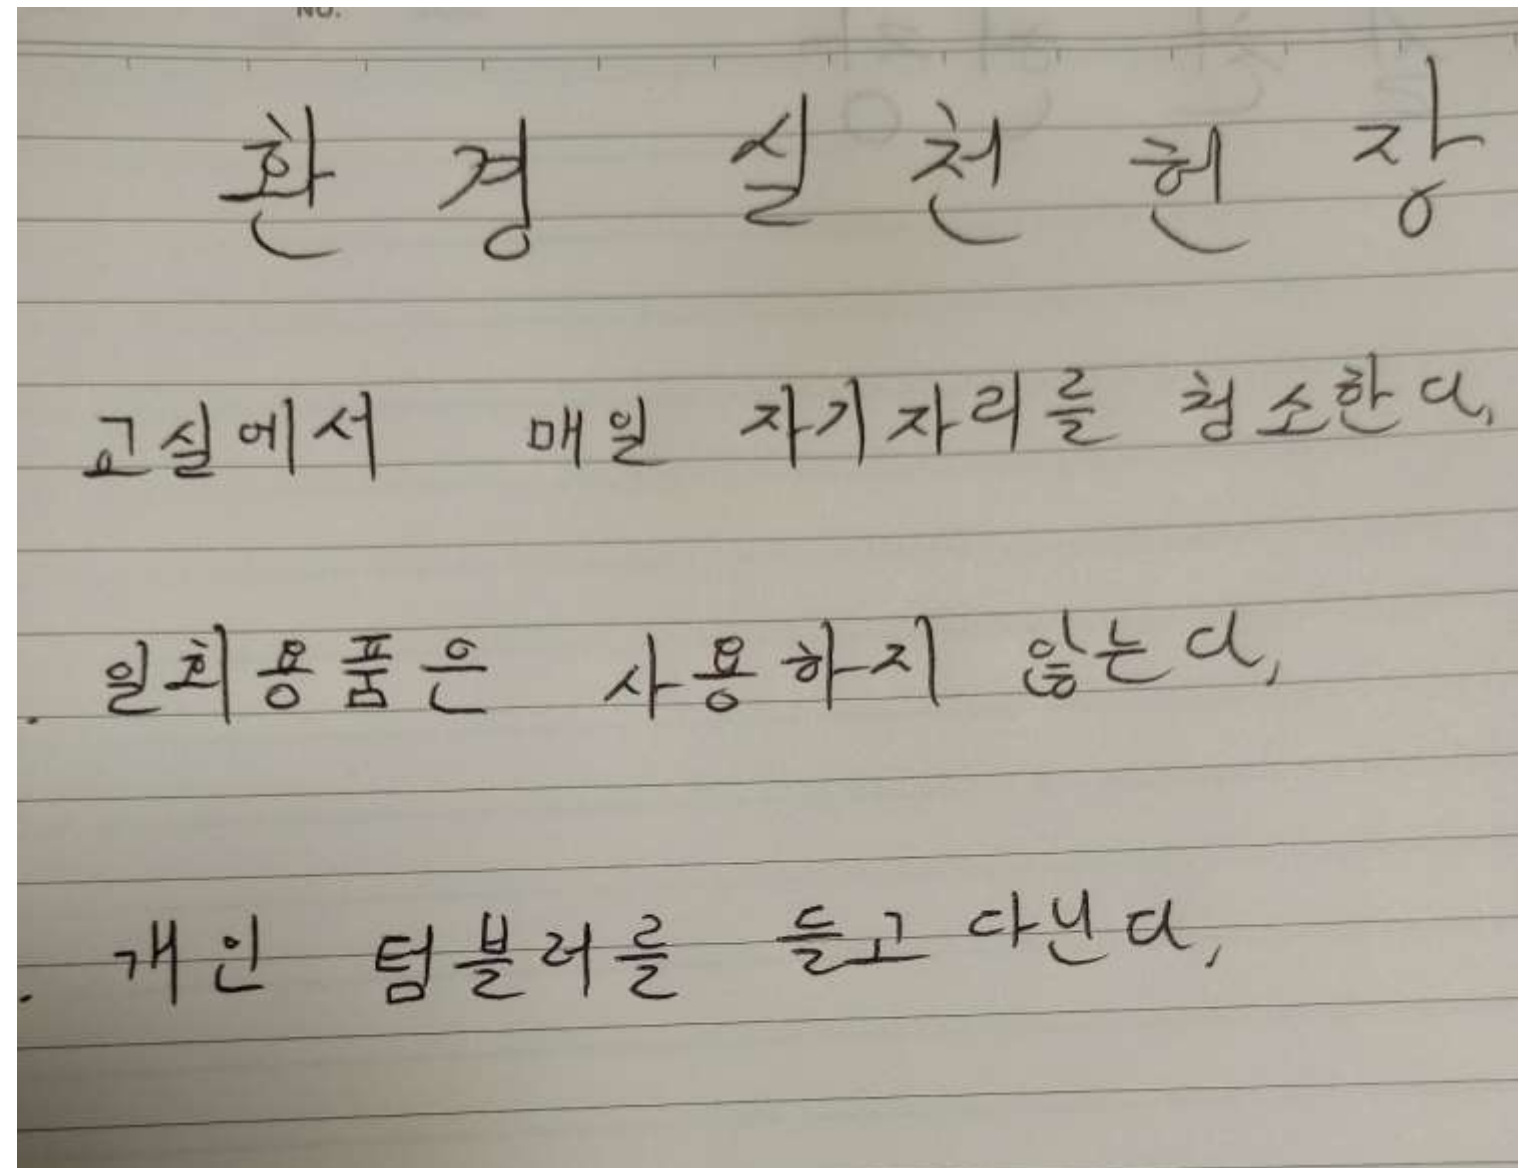 NO.
환경 실천헌장
교실에서 매일 자기자리를 청소한다,
. 일회용품은 사용하지 않는다,
. 개인 텀블러를 들고 다닌다,